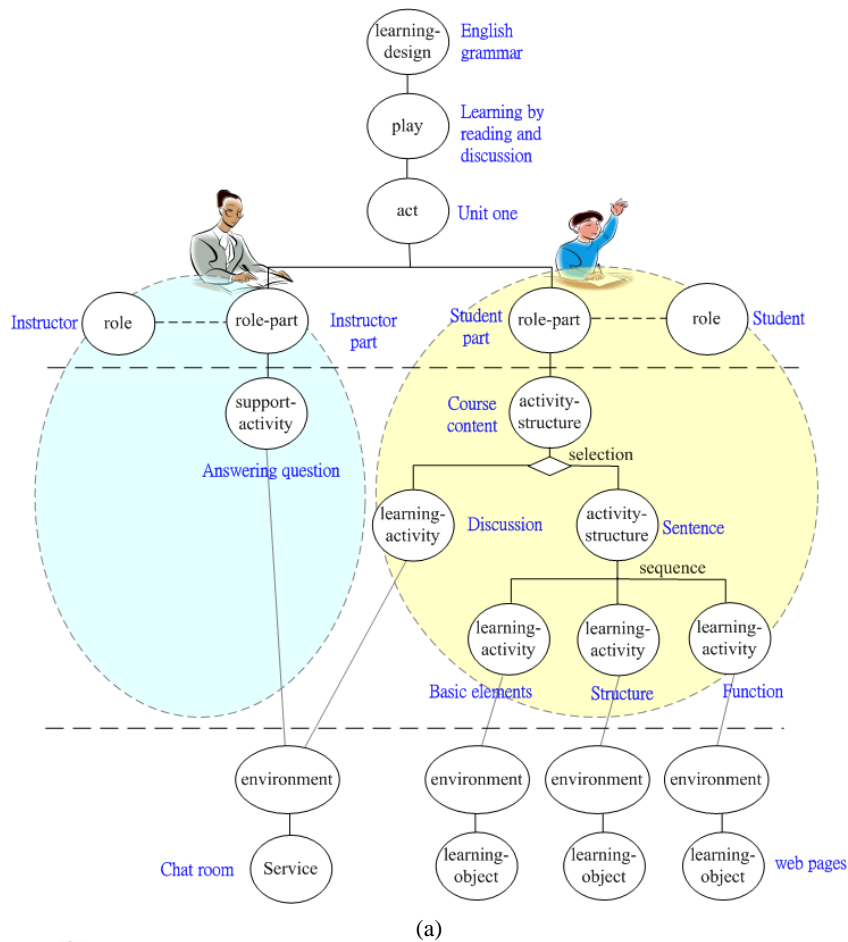 learning-
design
English
grammar
play
Learning by
reading and
discussion
act
Unit one
Instructor
role
role-part
Instructor
part
Student
part
role-part
role
Student
support-
activity
Answering question
Course
content
activity-
structure
selection
learning-
activity
Discussion
activity-
structure
Sentence
sequence
learning-
activity
learning-
activity
learning-
activity
Basic elements
Structure
Function
environment
environment
environment
environment
Chat room
Service
learning-
object
learning-
object
learning-
object
web pages
(a)